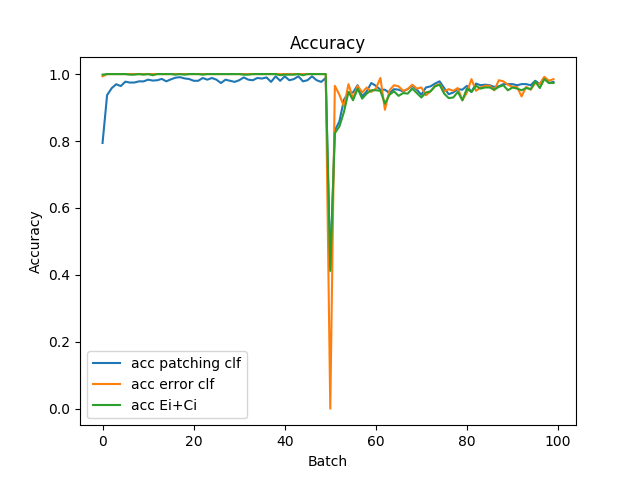 Accuracy
1.0
0.8
0.6
0.4
0.2
0.0
Accuracy
acc patching clf
acc error clf
acc Ei+Ci
0
20
40
60
80
100
Batch